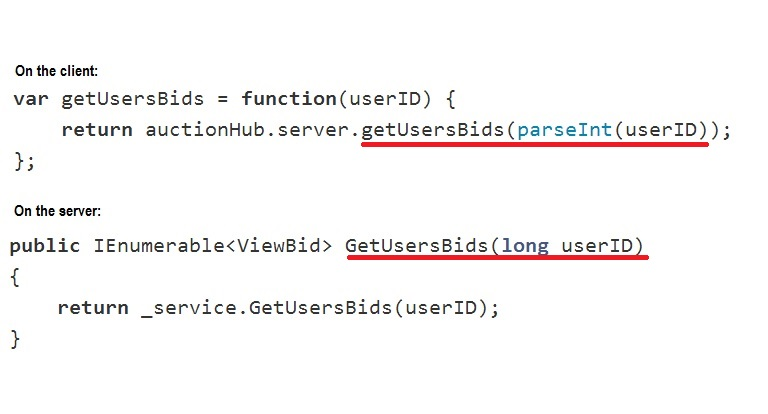 On the client:
var getUsersBids = function(userID) {
    return auctionHub.server.getUsersBids(parseInt(userID));
};
On the server:
public IEnumerable<ViewBid> GetUsersBids(long userID)
{
    return _service.GetUsersBids(userID);
}